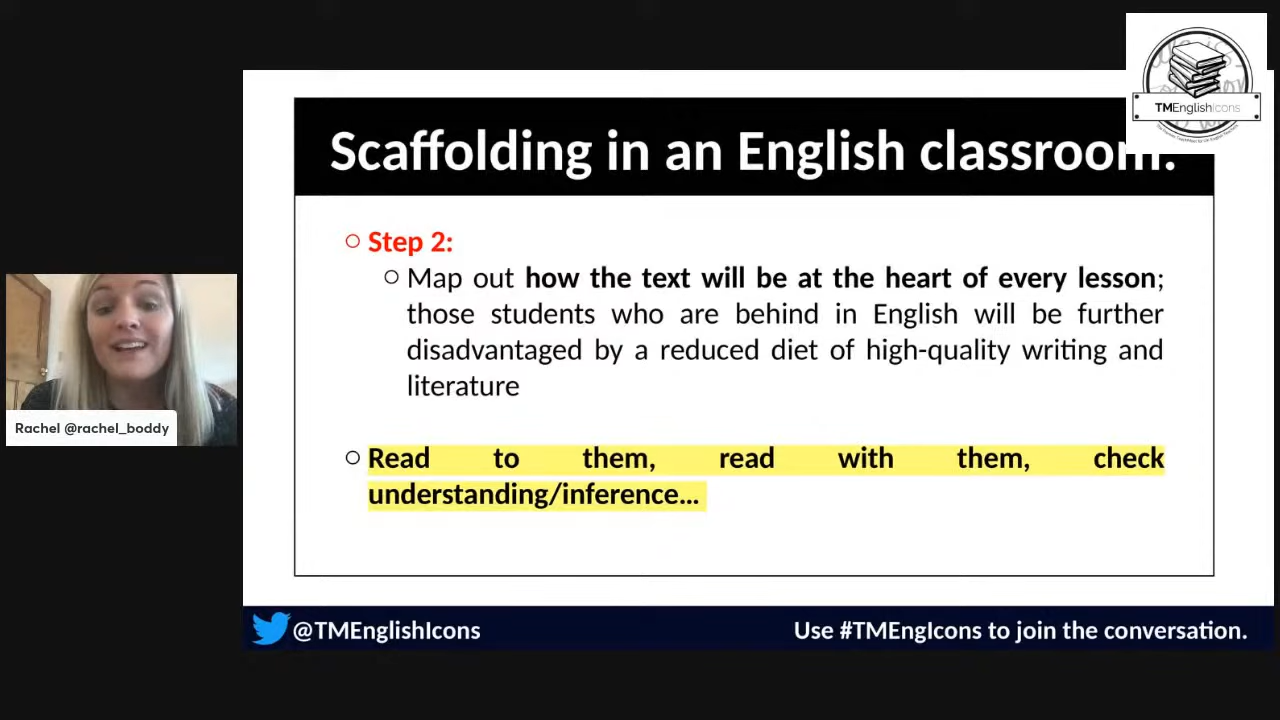 TMEnglishIcons
Scaffolding in an English classroom.
Step 2:
Map out how the text will be at the heart of every lesson;
those students who are behind in English will be further
disadvantaged by a reduced diet of high-quality writing and
literature
Read to them, read with them, check
understanding/inference...
Rachel @rachel_boddy
@TMEnglishIcons
Use #TMEngIcons to join the conversation.